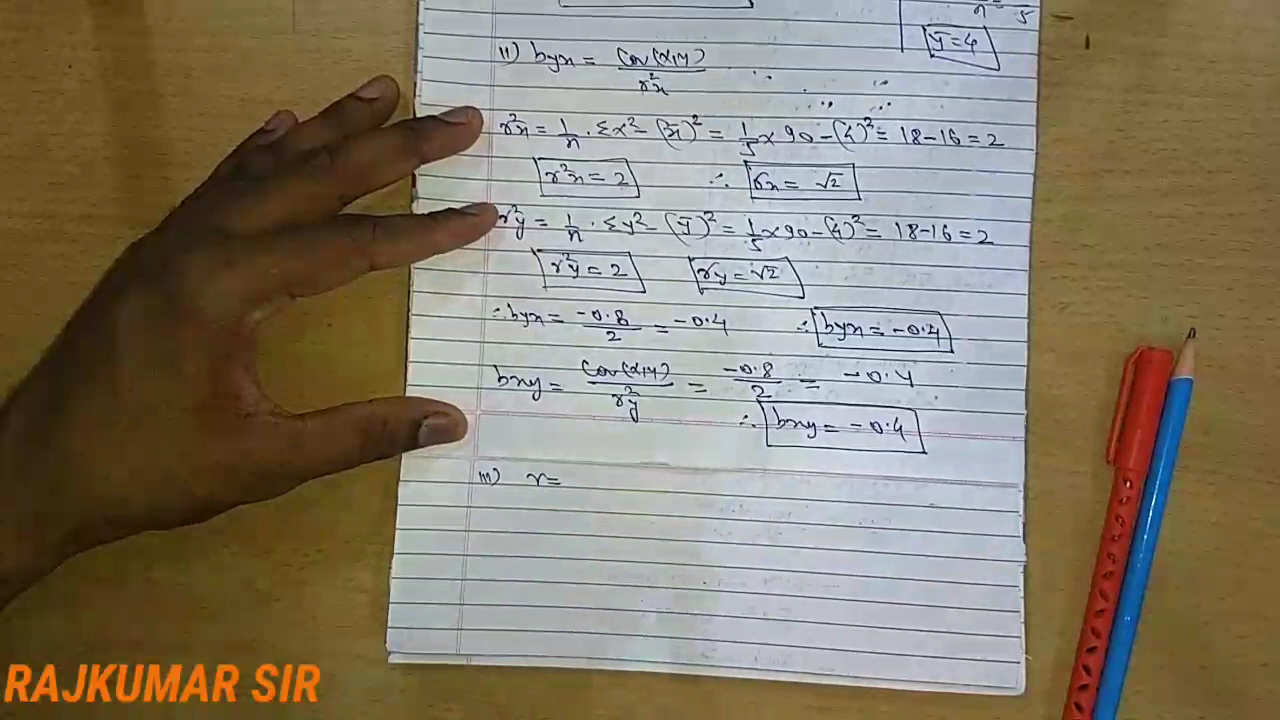 ȳ = 4
ii) byx = Cov(x,y) / σ²x
σ²x = 1/n · Σx² − (x̄)² = 1/5 × 90 − (4)² = 18 − 16 = 2
σ²x = 2 ∴ σx = √2
σ²y = 1/n · Σy² − (ȳ)² = 1/5 × 90 − (4)² = 18 − 16 = 2
σ²y = 2 σy = √2
∴ byx = −0.8 / 2 = −0.4 ∴ byx = −0.4
bxy = Cov(x,y) / σ²y = −0.8 / 2 = −0.4
∴ bxy = −0.4
iii) r =
RAJKUMAR SIR